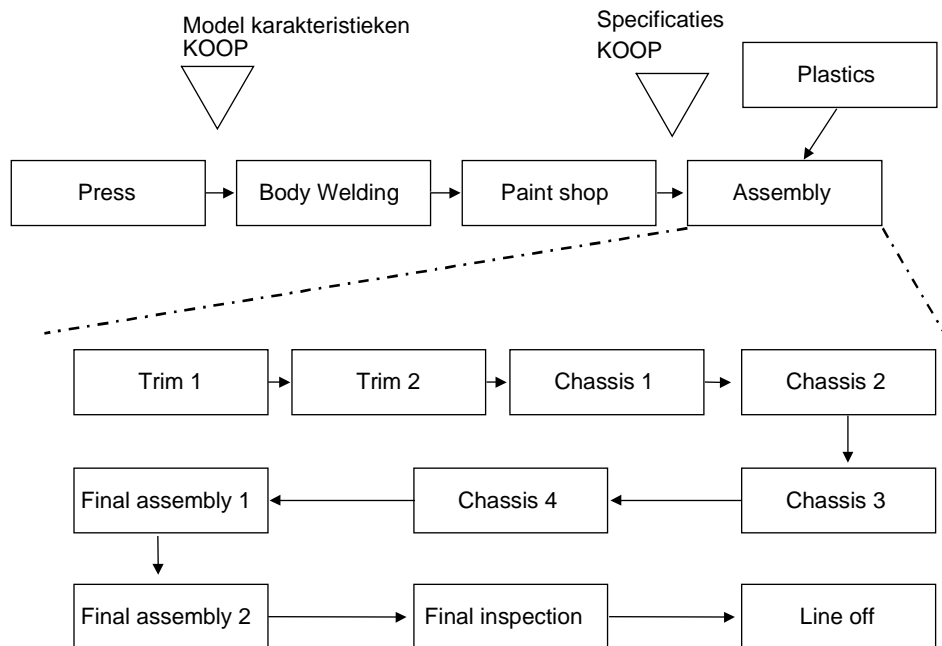 Model karakteristieken
KOOP
Specificaties
KOOP
Plastics
Press
Body Welding
Paint shop
Assembly
Trim 1
Trim 2
Chassis 1
Chassis 2
Final assembly 1
Chassis 4
Chassis 3
Final assembly 2
Final inspection
Line off